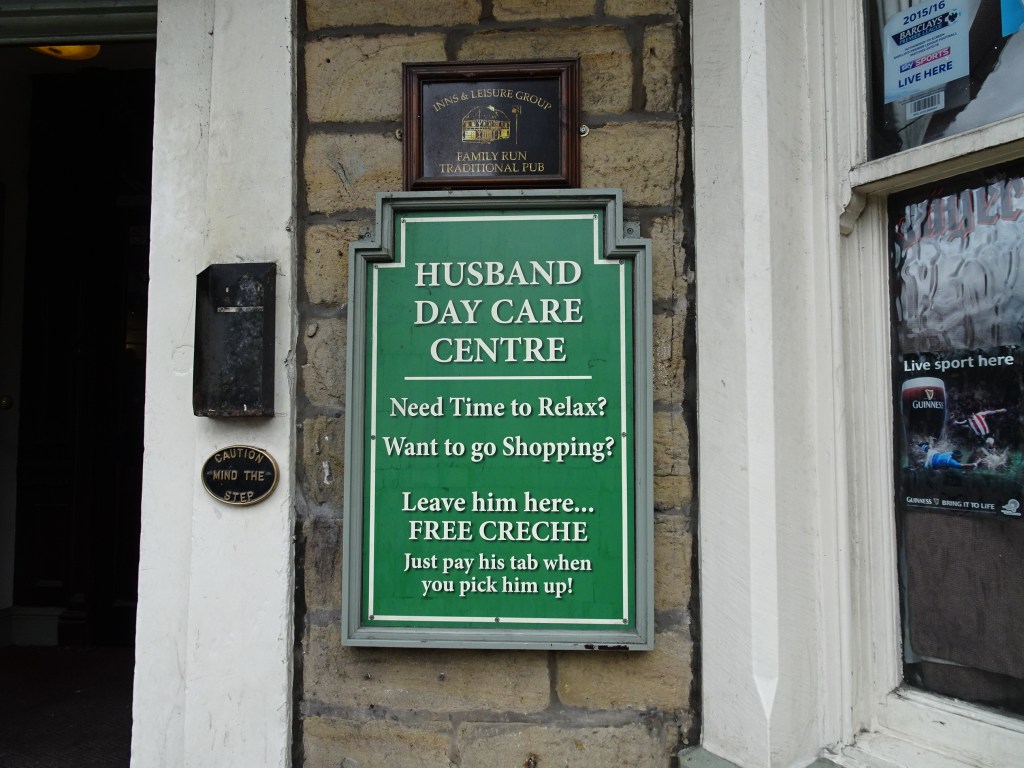 INNS & LEISURE GROUP
FAMILY RUN
TRADITIONAL PUB
HUSBAND
DAY CARE
CENTRE
Need Time to Relax?
Want to go Shopping?
Leave him here...
FREE CRECHE
Just pay his tab when
you pick him up!
CAUTION
MIND THE
STEP
2015/16
BARCLAYS
sky SPORTS
LIVE HERE
Live sport here
GUINNESS
GUINNESS BRING IT TO LIFE